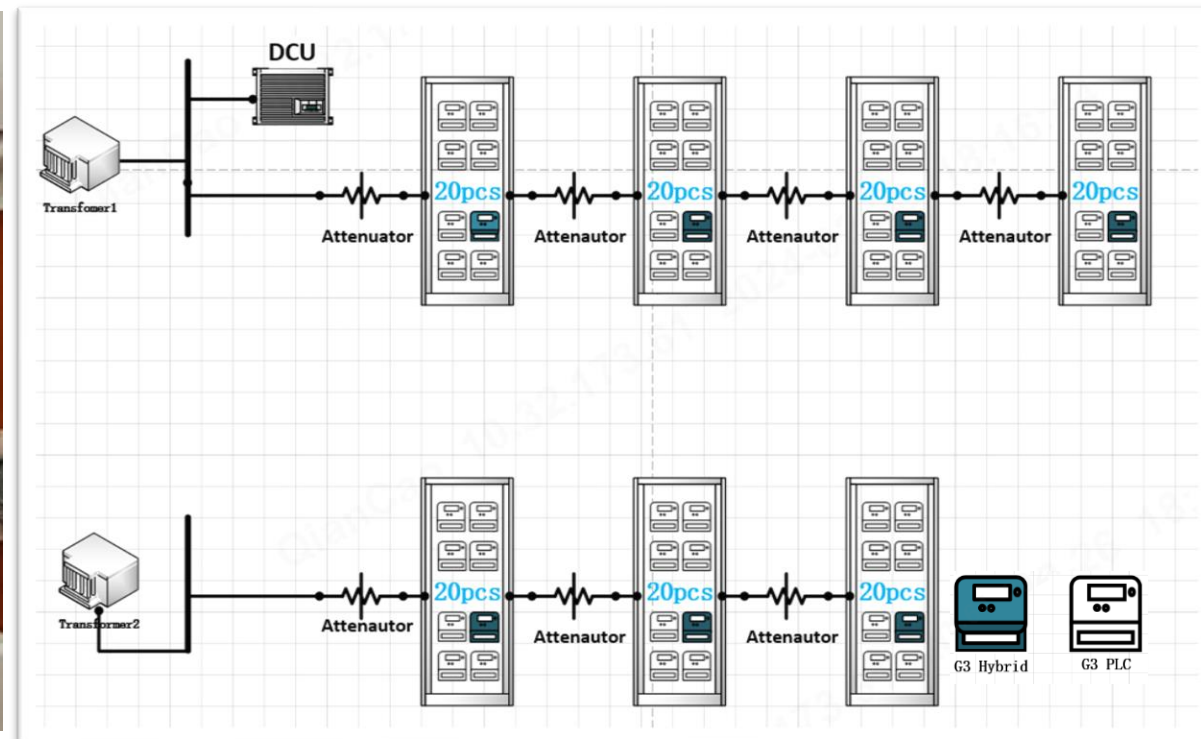 DCU
Transfomer1
20pcs
20pcs
20pcs
20pcs
Attenuator
Attenautor
Attenautor
Attenautor
Transformer2
20pcs
20pcs
20pcs
Attenautor
Attenautor
Attenautor
G3 Hybrid
G3 PLC